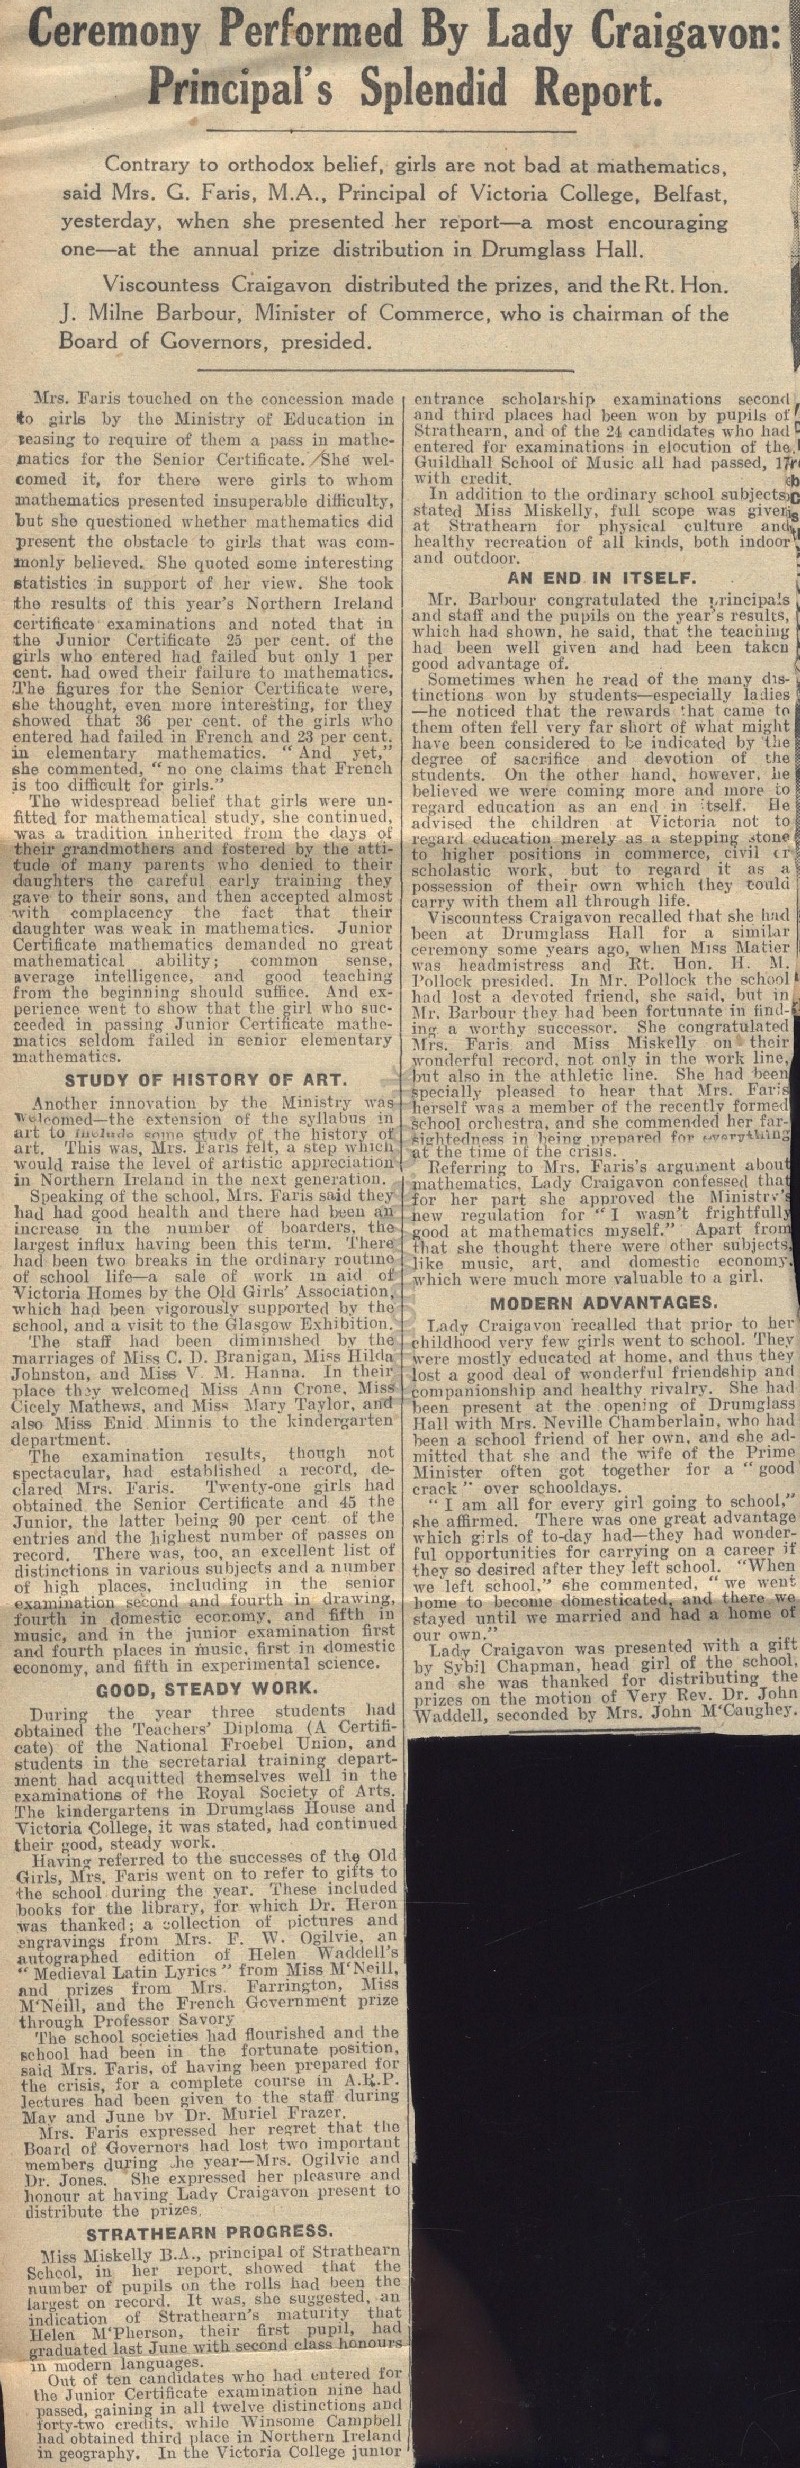 Ceremony Performed By Lady Craigavon:
Principal's Splendid Report.
Contrary to orthodox belief, girls are not bad at mathematics,
said Mrs. G. Faris, M.A., Principal of Victoria College, Belfast,
yesterday, when she presented her report—a most encouraging
one—at the annual prize distribution in Drumglass Hall.
Viscountess Craigavon distributed the prizes, and the Rt. Hon.
J. Milne Barbour, Minister of Commerce, who is chairman of the
Board of Governors, presided.
Mrs. Faris touched on the concession made
to girls by the Ministry of Education in
ceasing to require of them a pass in mathe-
matics for the Senior Certificate. She wel-
comed it, for there were girls to whom
mathematics presented insuperable difficulty,
but she questioned whether mathematics did
present the obstacle to girls that was com-
monly believed. She quoted some interesting
statistics in support of her view. She took
the results of this year's Northern Ireland
certificate examinations and noted that in
the Junior Certificate 25 per cent. of the
girls who entered had failed but only 1 per
cent. had owed their failure to mathematics.
The figures for the Senior Certificate were,
she thought, even more interesting, for they
showed that 36 per cent. of the girls who
entered had failed in French and 23 per cent.
in elementary mathematics. "And yet,"
she commented, "no one claims that French
is too difficult for girls."
The widespread belief that girls were un-
fitted for mathematical study, she continued,
was a tradition inherited from the days of
their grandmothers and fostered by the atti-
tude of many parents who denied to their
daughters the careful early training they
gave to their sons, and then accepted almost
with complacency the fact that their
daughter was weak in mathematics. Junior
Certificate mathematics demanded no great
mathematical ability; common sense,
average intelligence, and good teaching
from the beginning should suffice. And ex-
perience went to show that the girl who suc-
ceeded in passing Junior Certificate mathe-
matics seldom failed in senior elementary
mathematics.
STUDY OF HISTORY OF ART.
Another innovation by the Ministry was
welcomed—the extension of the syllabus in
art to include some study of the history of
art. This was, Mrs. Faris felt, a step which
would raise the level of artistic appreciation
in Northern Ireland in the next generation.
Speaking of the school, Mrs. Faris said they
had had good health and there had been an
increase in the number of boarders, the
largest influx having been this term. There
had been two breaks in the ordinary routine
of school life—a sale of work in aid of
Victoria Homes by the Old Girls' Association,
which had been vigorously supported by the
school, and a visit to the Glasgow Exhibition.
The staff had been diminished by the
marriages of Miss C. D. Branigan, Miss Hilda
Johnston, and Miss V. M. Hanna. In their
place they welcomed Miss Ann Crone, Miss
Cicely Mathews, and Miss Mary Taylor, and
also Miss Enid Minnis to the kindergarten
department.
The examination results, though not
spectacular, had established a record, de-
clared Mrs. Faris. Twenty-one girls had
obtained the Senior Certificate and 45 the
Junior, the latter being 90 per cent. of the
entries and the highest number of passes on
record. There was, too, an excellent list of
distinctions in various subjects and a number
of high places, including in the senior
examination second and fourth in drawing,
fourth in domestic economy, and fifth in
music, and in the junior examination first
and fourth places in music, first in domestic
economy, and fifth in experimental science.
GOOD, STEADY WORK.
During the year three students had
obtained the Teachers' Diploma (A Certifi-
cate) of the National Froebel Union, and
students in the secretarial training depart-
ment had acquitted themselves well in the
examinations of the Royal Society of Arts.
The kindergartens in Drumglass House and
Victoria College, it was stated, had continued
their good, steady work.
Having referred to the successes of the Old
Girls, Mrs. Faris went on to refer to gifts to
the school during the year. These included
books for the library, for which Dr. Heron
was thanked; a collection of pictures and
engravings from Mrs. F. W. Ogilvie, an
autographed edition of Helen Waddell's
"Medieval Latin Lyrics" from Miss M'Neill,
and prizes from Mrs. Farrington, Miss
M'Neill, and the French Government prize
through Professor Savory
The school societies had flourished and the
school had been in the fortunate position,
said Mrs. Faris, of having been prepared for
the crisis, for a complete course in A.R.P.
lectures had been given to the staff during
May and June by Dr. Muriel Frazer.
Mrs. Faris expressed her regret that the
Board of Governors had lost two important
members during the year—Mrs. Ogilvie and
Dr. Jones. She expressed her pleasure and
honour at having Lady Craigavon present to
distribute the prizes.
STRATHEARN PROGRESS.
Miss Miskelly B.A., principal of Strathearn
School, in her report, showed that the
number of pupils on the rolls had been the
largest on record. It was, she suggested, an
indication of Strathearn's maturity that
Helen M'Pherson, their first pupil, had
graduated last June with second class honours
in modern languages.
Out of ten candidates who had entered for
the Junior Certificate examination nine had
passed, gaining in all twelve distinctions and
forty-two credits, while Winsome Campbell
had obtained third place in Northern Ireland
in geography. In the Victoria College junior
entrance scholarship examinations second
and third places had been won by pupils of
Strathearn, and of the 24 candidates who had
entered for examinations in elocution of the
Guildhall School of Music all had passed, 17
with credit.
In addition to the ordinary school subjects,
stated Miss Miskelly, full scope was given
at Strathearn for physical culture and
healthy recreation of all kinds, both indoor
and outdoor.
AN END IN ITSELF.
Mr. Barbour congratulated the principals
and staff and the pupils on the year's results,
which had shown, he said, that the teaching
had been well given and had been taken
good advantage of.
Sometimes when he read of the many dis-
tinctions won by students—especially ladies
—he noticed that the rewards that came to
them often fell very far short of what might
have been considered to be indicated by the
degree of sacrifice and devotion of the
students. On the other hand, however, he
believed we were coming more and more to
regard education as an end in itself. He
advised the children at Victoria not to
regard education merely as a stepping stone
to higher positions in commerce, civil or
scholastic work, but to regard it as a
possession of their own which they could
carry with them all through life.
Viscountess Craigavon recalled that she had
been at Drumglass Hall for a similar
ceremony some years ago, when Miss Matier
was headmistress and Rt. Hon. H. M.
Pollock presided. In Mr. Pollock the school
had lost a devoted friend, she said, but in
Mr. Barbour they had been fortunate in find-
ing a worthy successor. She congratulated
Mrs. Faris and Miss Miskelly on their
wonderful record, not only in the work line,
but also in the athletic line. She had been
specially pleased to hear that Mrs. Faris
herself was a member of the recently formed
school orchestra, and she commended her far-
sightedness in being prepared for everything
at the time of the crisis.
Referring to Mrs. Faris's argument about
mathematics, Lady Craigavon confessed that
for her part she approved the Ministry's
new regulation for "I wasn't frightfully
good at mathematics myself." Apart from
that she thought there were other subjects,
like music, art, and domestic economy,
which were much more valuable to a girl.
MODERN ADVANTAGES.
Lady Craigavon recalled that prior to her
childhood very few girls went to school. They
were mostly educated at home, and thus they
lost a good deal of wonderful friendship and
companionship and healthy rivalry. She had
been present at the opening of Drumglass
Hall with Mrs. Neville Chamberlain, who had
been a school friend of her own, and she ad-
mitted that she and the wife of the Prime
Minister often got together for a "good
crack" over schooldays.
"I am all for every girl going to school,"
she affirmed. There was one great advantage
which girls of to-day had—they had wonder-
ful opportunities for carrying on a career if
they so desired after they left school. "When
we left school," she commented, "we went
home to become domesticated, and there we
stayed until we married and had a home of
our own."
Lady Craigavon was presented with a gift
by Sybil Chapman, head girl of the school,
and she was thanked for distributing the
prizes on the motion of Very Rev. Dr. John
Waddell, seconded by Mrs. John M'Caughey.